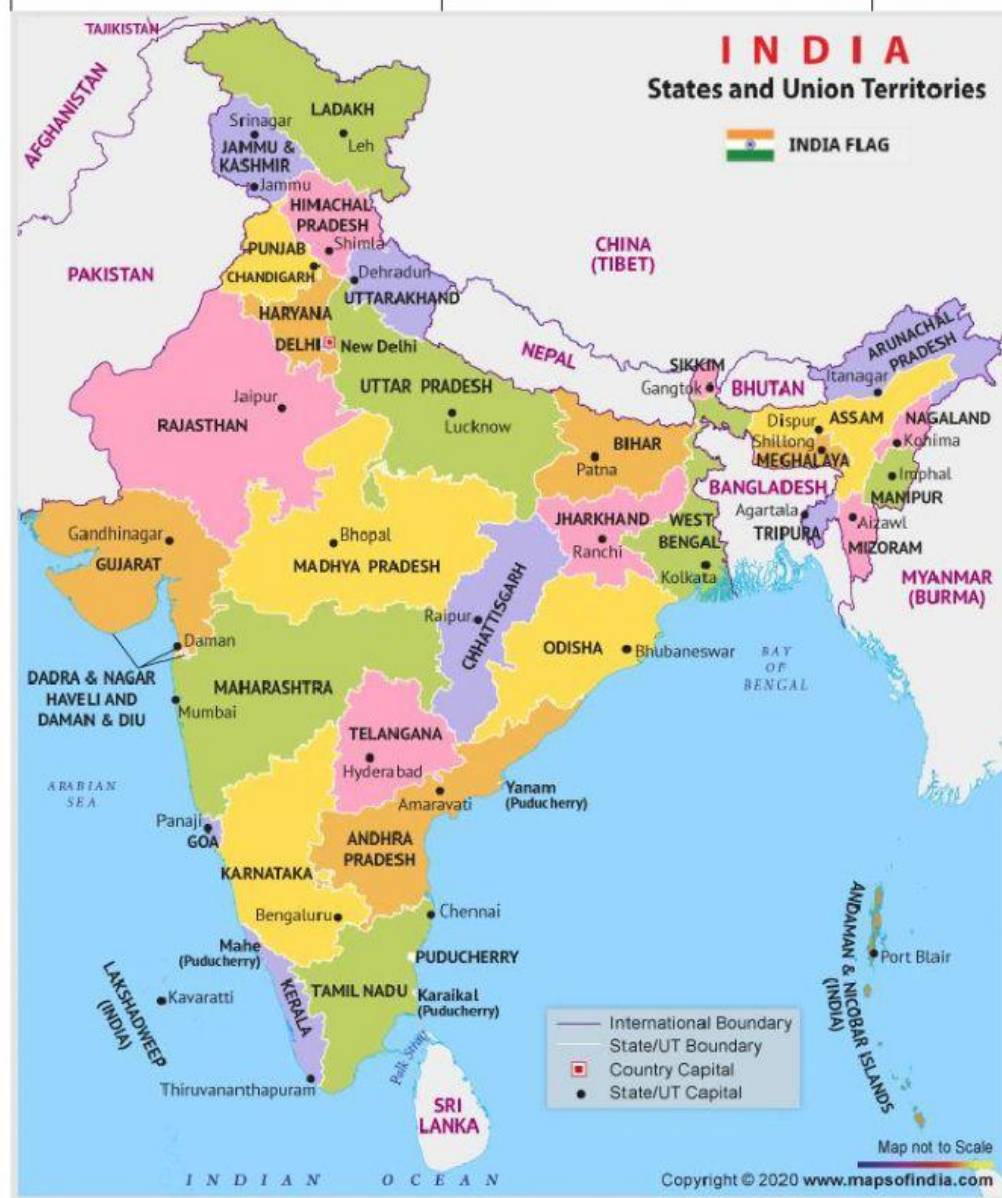 INDIA
States and Union Territories
INDIA FLAG
TAJIKISTAN
AFGHANISTAN
PAKISTAN
CHINA
(TIBET)
NEPAL
BHUTAN
BANGLADESH
MYANMAR
(BURMA)
SRI
LANKA
LADAKH
Leh
Srinagar
JAMMU &
KASHMIR
Jammu
HIMACHAL
PRADESH
Shimla
PUNJAB
CHANDIGARH
Dehradun
UTTARAKHAND
HARYANA
DELHI
New Delhi
UTTAR PRADESH
Lucknow
Jaipur
RAJASTHAN
SIKKIM
Gangtok
ARUNACHAL
PRADESH
Itanagar
Dispur
ASSAM
NAGALAND
Kohima
Shillong
MEGHALAYA
Imphal
MANIPUR
Agartala
TRIPURA
Aizawl
MIZORAM
BIHAR
Patna
JHARKHAND
Ranchi
WEST
BENGAL
Kolkata
Gandhinagar
GUJARAT
Bhopal
MADHYA PRADESH
Raipur
CHHATTISGARH
ODISHA
Bhubaneswar
BAY
OF
BENGAL
Daman
DADRA & NAGAR
HAVELI AND
DAMAN & DIU
MAHARASHTRA
Mumbai
TELANGANA
Hyderabad
ARABIAN
SEA
Amaravati
Yanam
(Puducherry)
Panaji
GOA
ANDHRA
PRADESH
KARNATAKA
Bengaluru
Chennai
Mahe
(Puducherry)
PUDUCHERRY
LAKSHADWEEP
(INDIA)
Kavaratti
KERALA
TAMIL NADU
Karaikal
(Puducherry)
Thiruvananthapuram
Palk Strait
ANDAMAN & NICOBAR ISLANDS
(INDIA)
Port Blair
International Boundary
State/UT Boundary
Country Capital
State/UT Capital
INDIAN OCEAN
Map not to Scale
Copyright © 2020 www.mapsofindia.com